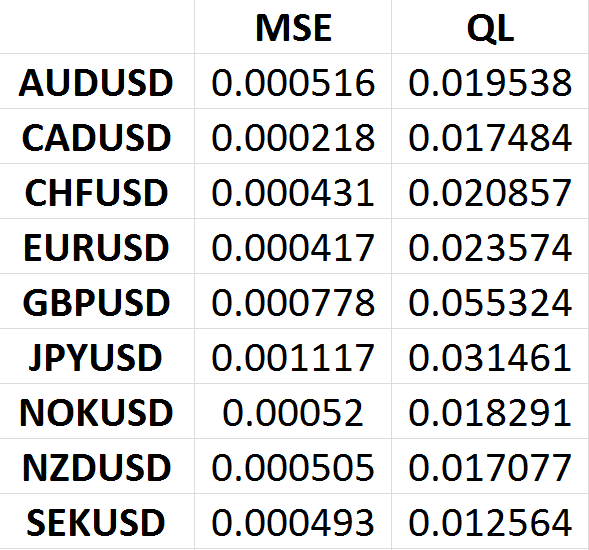 MSE QL
AUDUSD 0.000516 0.019538
CADUSD 0.000218 0.017484
CHFUSD 0.000431 0.020857
EURUSD 0.000417 0.023574
GBPUSD 0.000778 0.055324
JPYUSD 0.001117 0.031461
NOKUSD 0.00052 0.018291
NZDUSD 0.000505 0.017077
SEKUSD 0.000493 0.012564